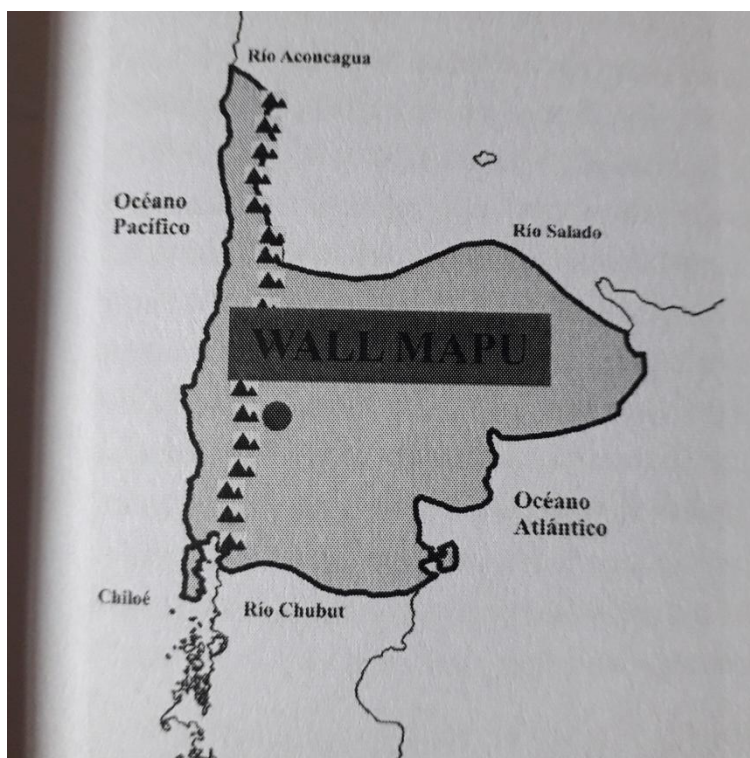 Río Aconcagua
Océano
Pacífico
Río Salado
WALL MAPU
Océano
Atlántico
Chiloé
Río Chubut